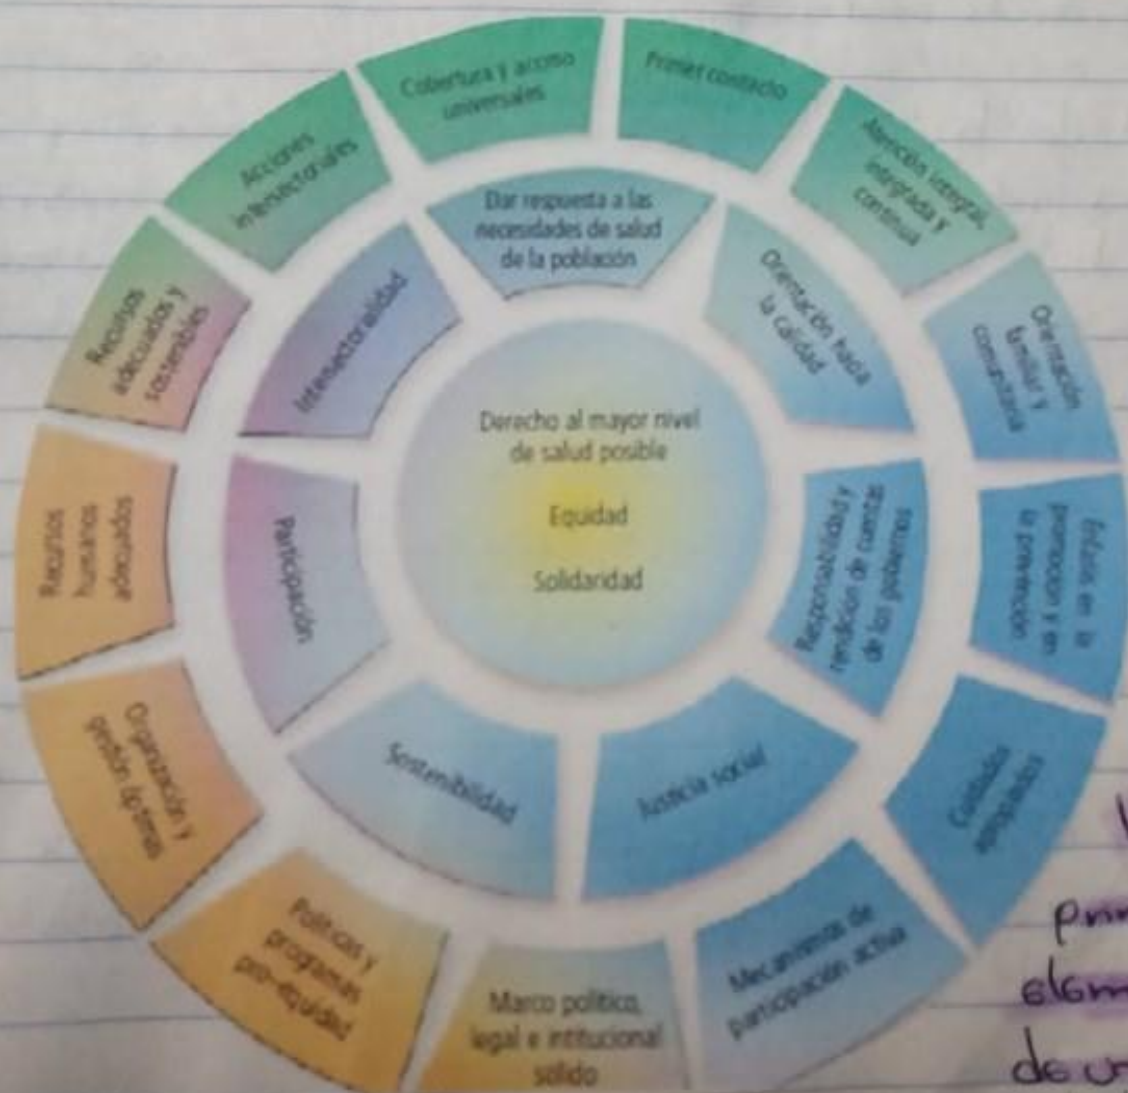 Derecho al mayor nivel
de salud posible
Equidad
Solidaridad
Dar respuesta a las
necesidades de salud
de la población
Orientación hacia
la calidad
Responsabilidad y
rendición de cuentas
de los gobiernos
Justicia social
Sostenibilidad
Participación
Intersectorialidad
Cobertura y acceso
universales
Primer contacto
Atención integral,
integrada y
continua
Orientación
familiar y
comunitaria
Énfasis en la
promoción y en
la prevención
Cuidado
apropiado
Mecanismos de
participación activa
Marco político,
legal e intitucional
sólido
Políticas y
programas
pro-equidad
Organización y
gestión óptimas
Recursos
humanos
adecuados
Recursos
adecuados y
sostenibles
Acciones
intersectoriales